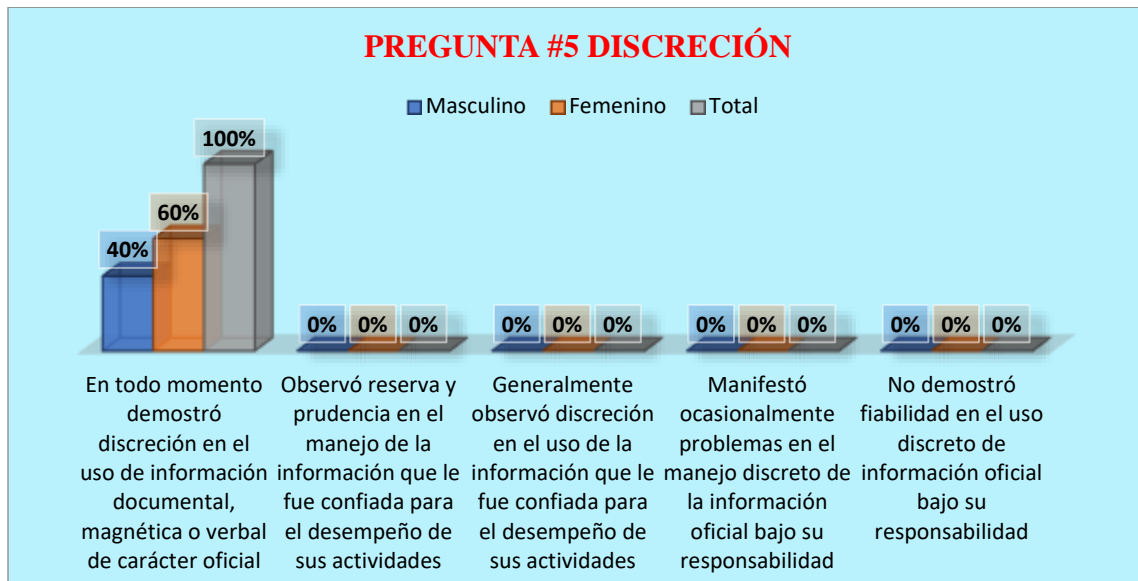 PREGUNTA #5 DISCRECIÓN
Masculino Femenino Total
100%
60%
40%
0% 0% 0% 0% 0% 0% 0% 0% 0% 0% 0% 0%
En todo momento
demostró
discreción en el
uso de información
documental,
magnética o verbal
de carácter oficial
Observó reserva y
prudencia en el
manejo de la
información que le
fue confiada para
el desempeño de
sus actividades
Generalmente
observó discreción
en el uso de la
información que le
fue confiada para
el desempeño de
sus actividades
Manifestó
ocasionalmente
problemas en el
manejo discreto de
la información
oficial bajo su
responsabilidad
No demostró
fiabilidad en el uso
discreto de
información oficial
bajo su
responsabilidad